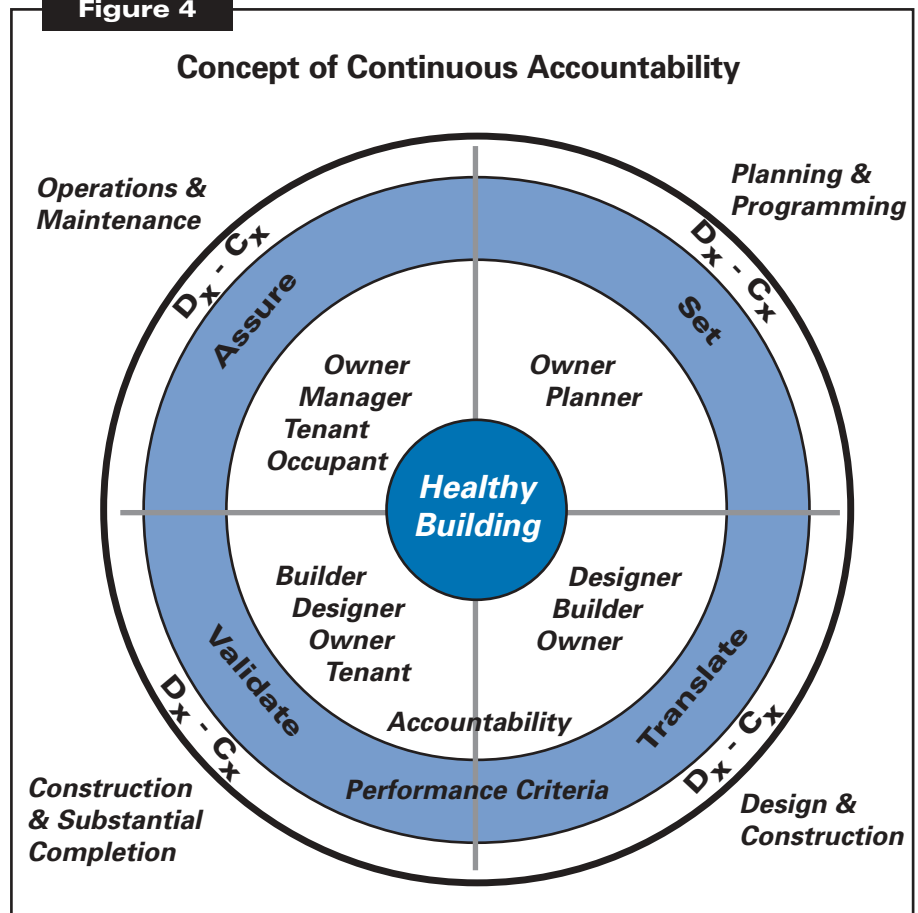 Figure 4
Concept of Continuous Accountability
Operations &
Maintenance
Planning &
Programming
Dx - Cx
Assure
Dx - Cx
Set
Owner
Manager
Tenant
Occupant
Owner
Planner
Healthy
Building
Builder
Designer
Owner
Tenant
Designer
Builder
Owner
Validate
Dx - Cx
Translate
Dx - Cx
Accountability
Performance Criteria
Construction
& Substantial
Completion
Design &
Construction